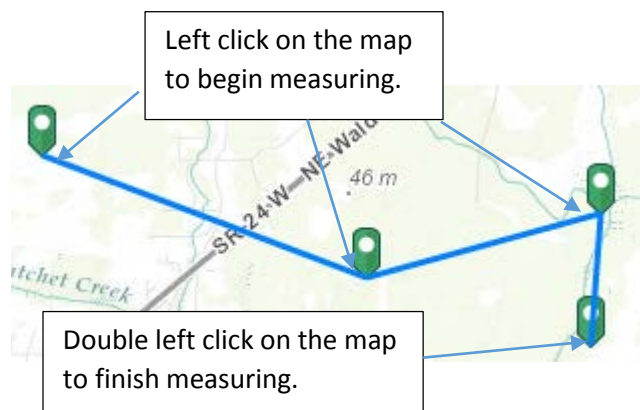 Left click on the map
to begin measuring.
SR-24-W—NE-Wald
46 m
atchet Creek
Double left click on the map
to finish measuring.